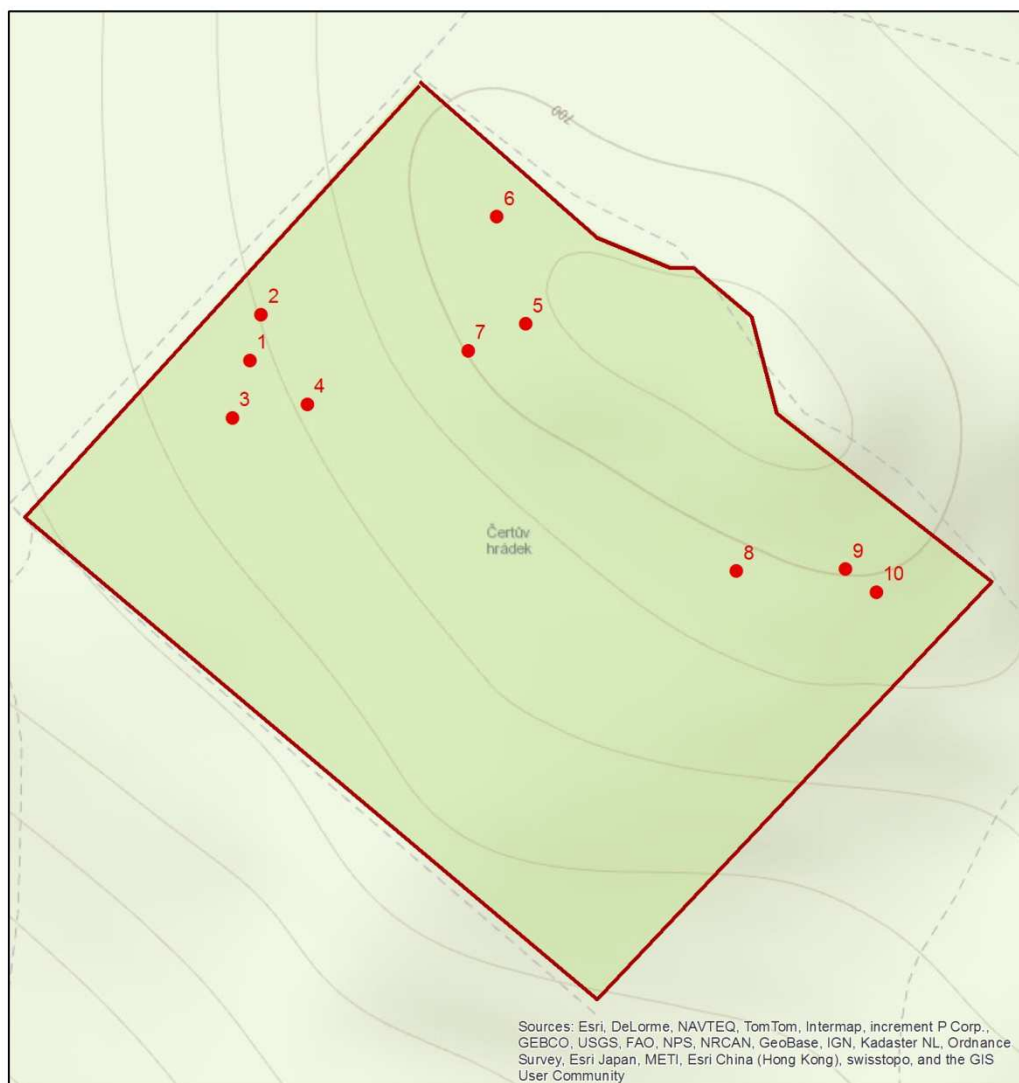 700
6
2
5
1
7
4
3
Čertův
hrádek
9
8
10
Sources: Esri, DeLorme, NAVTEQ, TomTom, Intermap, increment P Corp.,
GEBCO, USGS, FAO, NPS, NRCAN, GeoBase, IGN, Kadaster NL, Ordnance
Survey, Esri Japan, METI, Esri China (Hong Kong), swisstopo, and the GIS
User Community